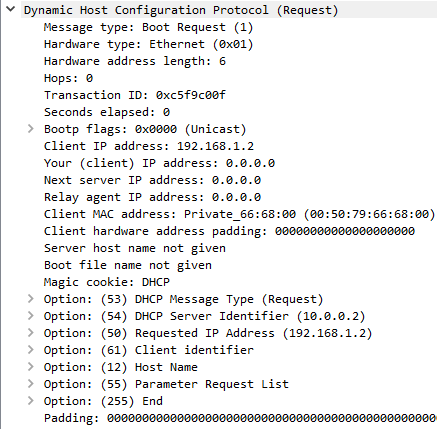 Dynamic Host Configuration Protocol (Request)
Message type: Boot Request (1)
Hardware type: Ethernet (0x01)
Hardware address length: 6
Hops: 0
Transaction ID: 0xc5f9c00f
Seconds elapsed: 0
Bootp flags: 0x0000 (Unicast)
Client IP address: 192.168.1.2
Your (client) IP address: 0.0.0.0
Next server IP address: 0.0.0.0
Relay agent IP address: 0.0.0.0
Client MAC address: Private_66:68:00 (00:50:79:66:68:00)
Client hardware address padding: 00000000000000000000
Server host name not given
Boot file name not given
Magic cookie: DHCP
Option: (53) DHCP Message Type (Request)
Option: (54) DHCP Server Identifier (10.0.0.2)
Option: (50) Requested IP Address (192.168.1.2)
Option: (61) Client identifier
Option: (12) Host Name
Option: (55) Parameter Request List
Option: (255) End
Padding: 00000000000000000000000000000000000000000000000